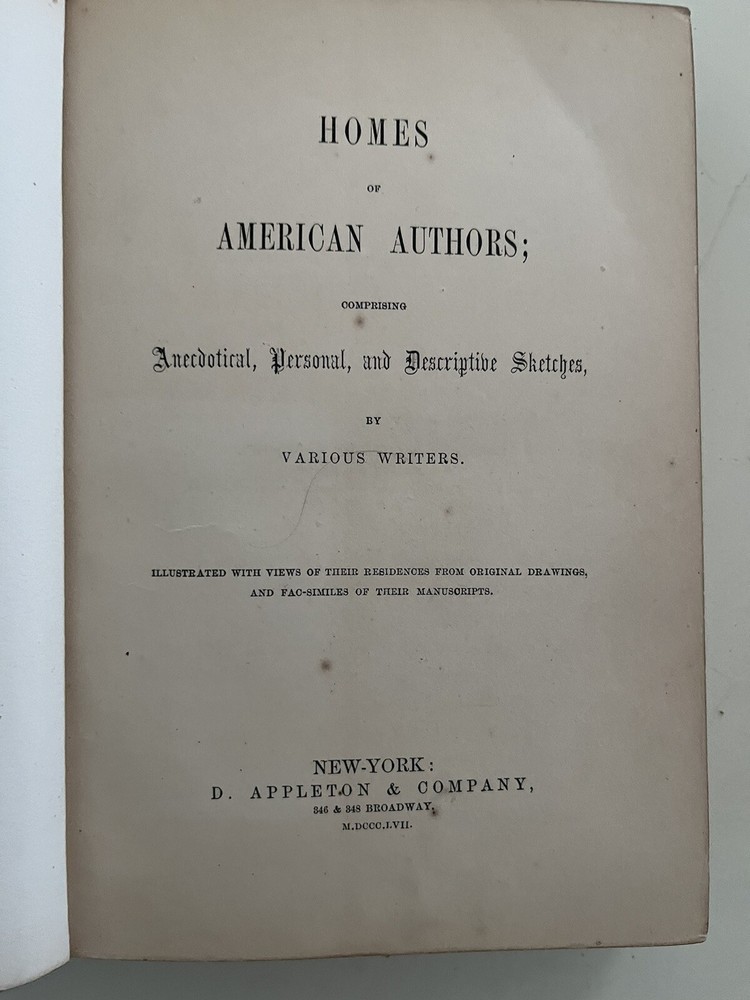 HOMES
OF
AMERICAN AUTHORS;
COMPRISING
Anecdotical, Personal, and Descriptive Sketches,
BY
VARIOUS WRITERS.
ILLUSTRATED WITH VIEWS OF THEIR RESIDENCES FROM ORIGINAL DRAWINGS,
AND FAC-SIMILES OF THEIR MANUSCRIPTS.
NEW-YORK:
D. APPLETON & COMPANY,
346 & 348 BROADWAY,
M.DCCC.LVII.